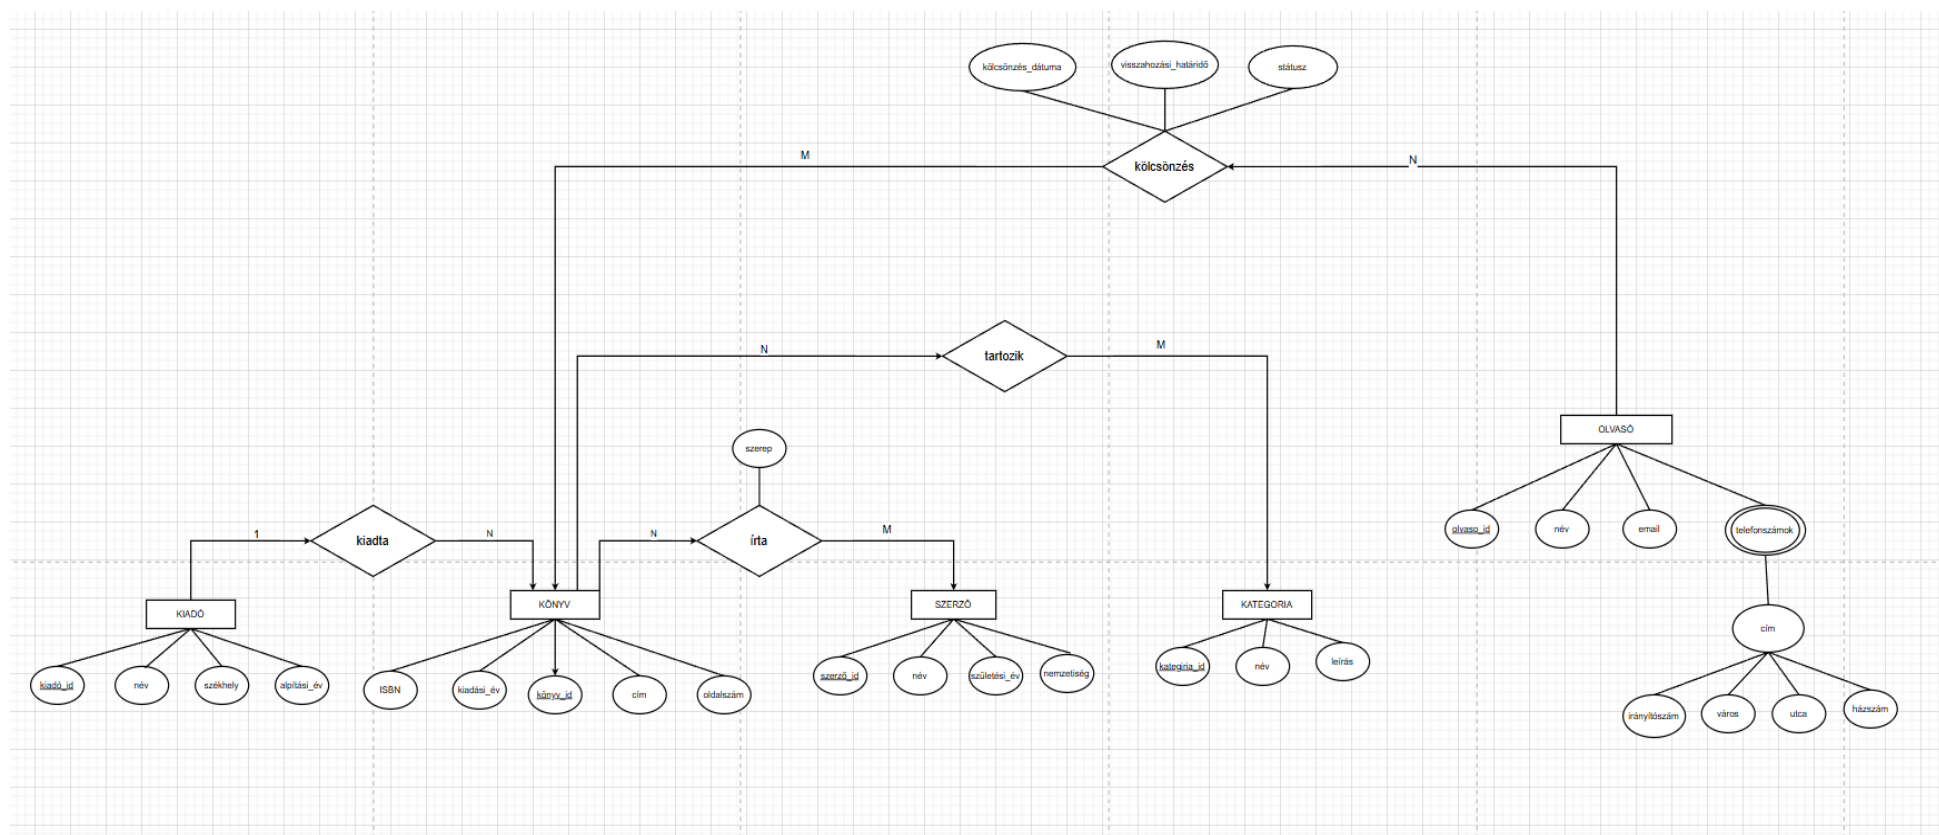 kölcsönzés_dátuma
visszahozási_határidő
státusz
M
kölcsönzés
N
N
tartozik
M
OLVASÓ
szerep
olvaso_id
név
email
telefonszámok
1
kiadta
N
N
írta
M
KIADÓ
KÖNYV
SZERZŐ
KATEGORIA
cím
kiadó_id
név
székhely
alpítási_év
ISBN
kiadási_év
könyv_id
cím
oldalszám
szerző_id
név
születési_év
nemzetiség
kategiria_id
név
leírás
irányítószám
város
utca
házszám